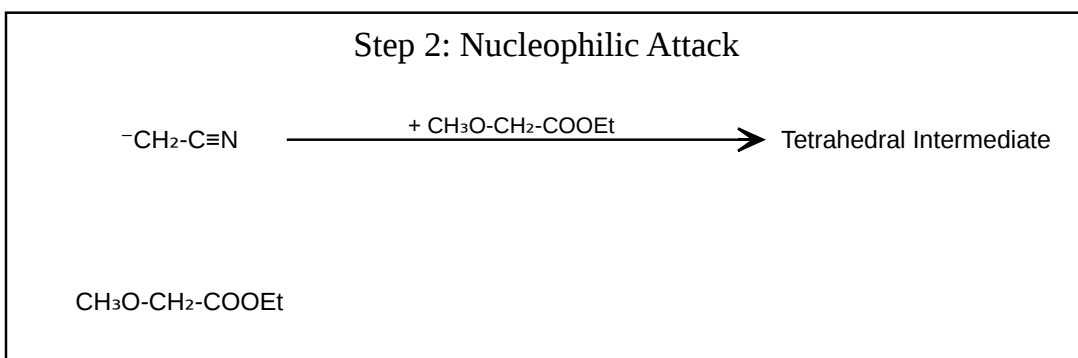 Step 2: Nucleophilic Attack
⁻CH₂-C≡N
+ CH₃O-CH₂-COOEt
Tetrahedral Intermediate
CH₃O-CH₂-COOEt